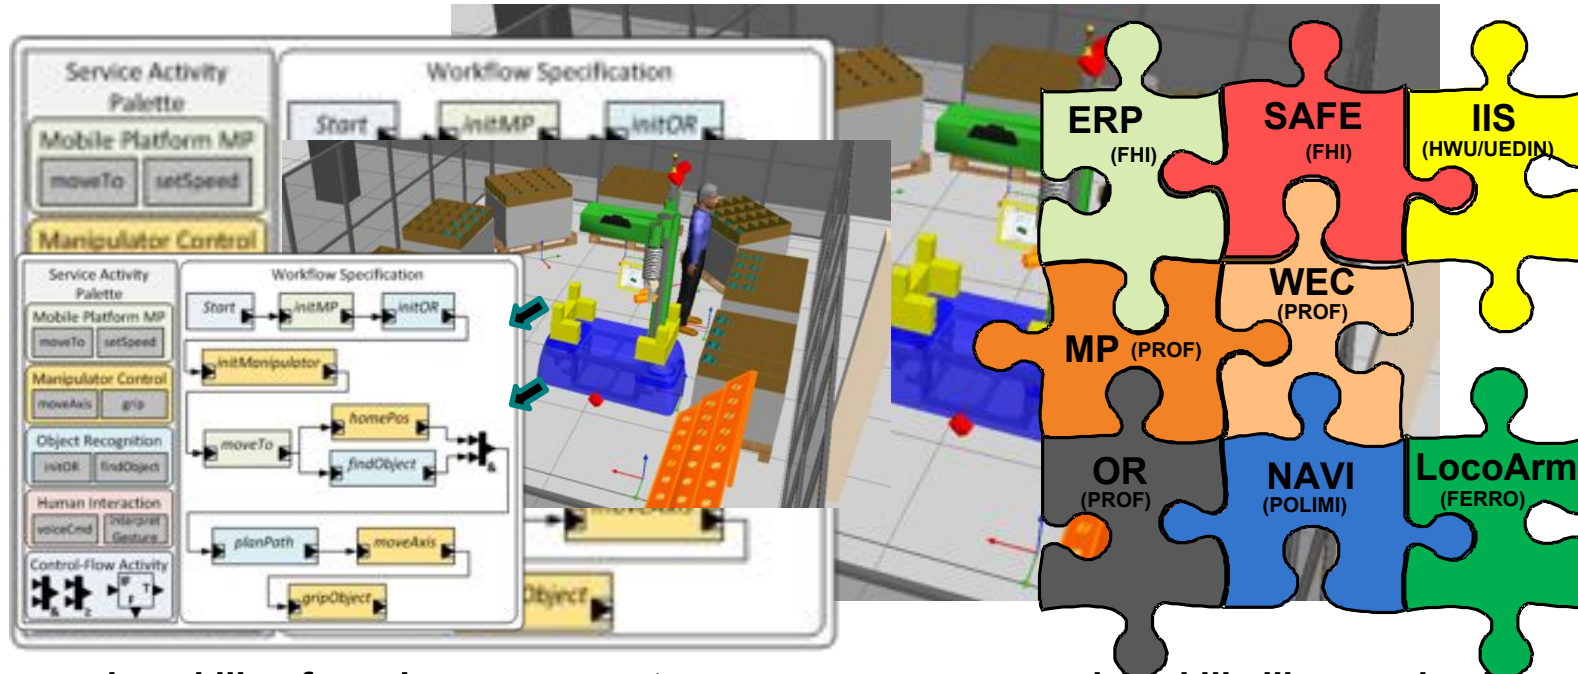 Service Activity
Palette
Mobile Platform MP
moveTo setSpeed
Manipulator Control
Workflow Specification
Start initMP initOR
Object
Service Activity
Palette
Mobile Platform MP
moveTo setSpeed
Manipulator Control
moveAxis grip
Object Recognition
initOR findObject
Human Interaction
voiceCmd Interpret
Gesture
Control-Flow Activity
& ≥
IF
F T
Workflow Specification
Start initMP initOR
initManipulator
moveTo homePos
findObject &
planPath moveAxis
gripObject
ERP
(FHI)
SAFE
(FHI)
IIS
(HWU/UEDIN)
MP (PROF)
WEC
(PROF)
OR
(PROF)
NAVI
(POLIMI)
LocoArm
(FERRO)